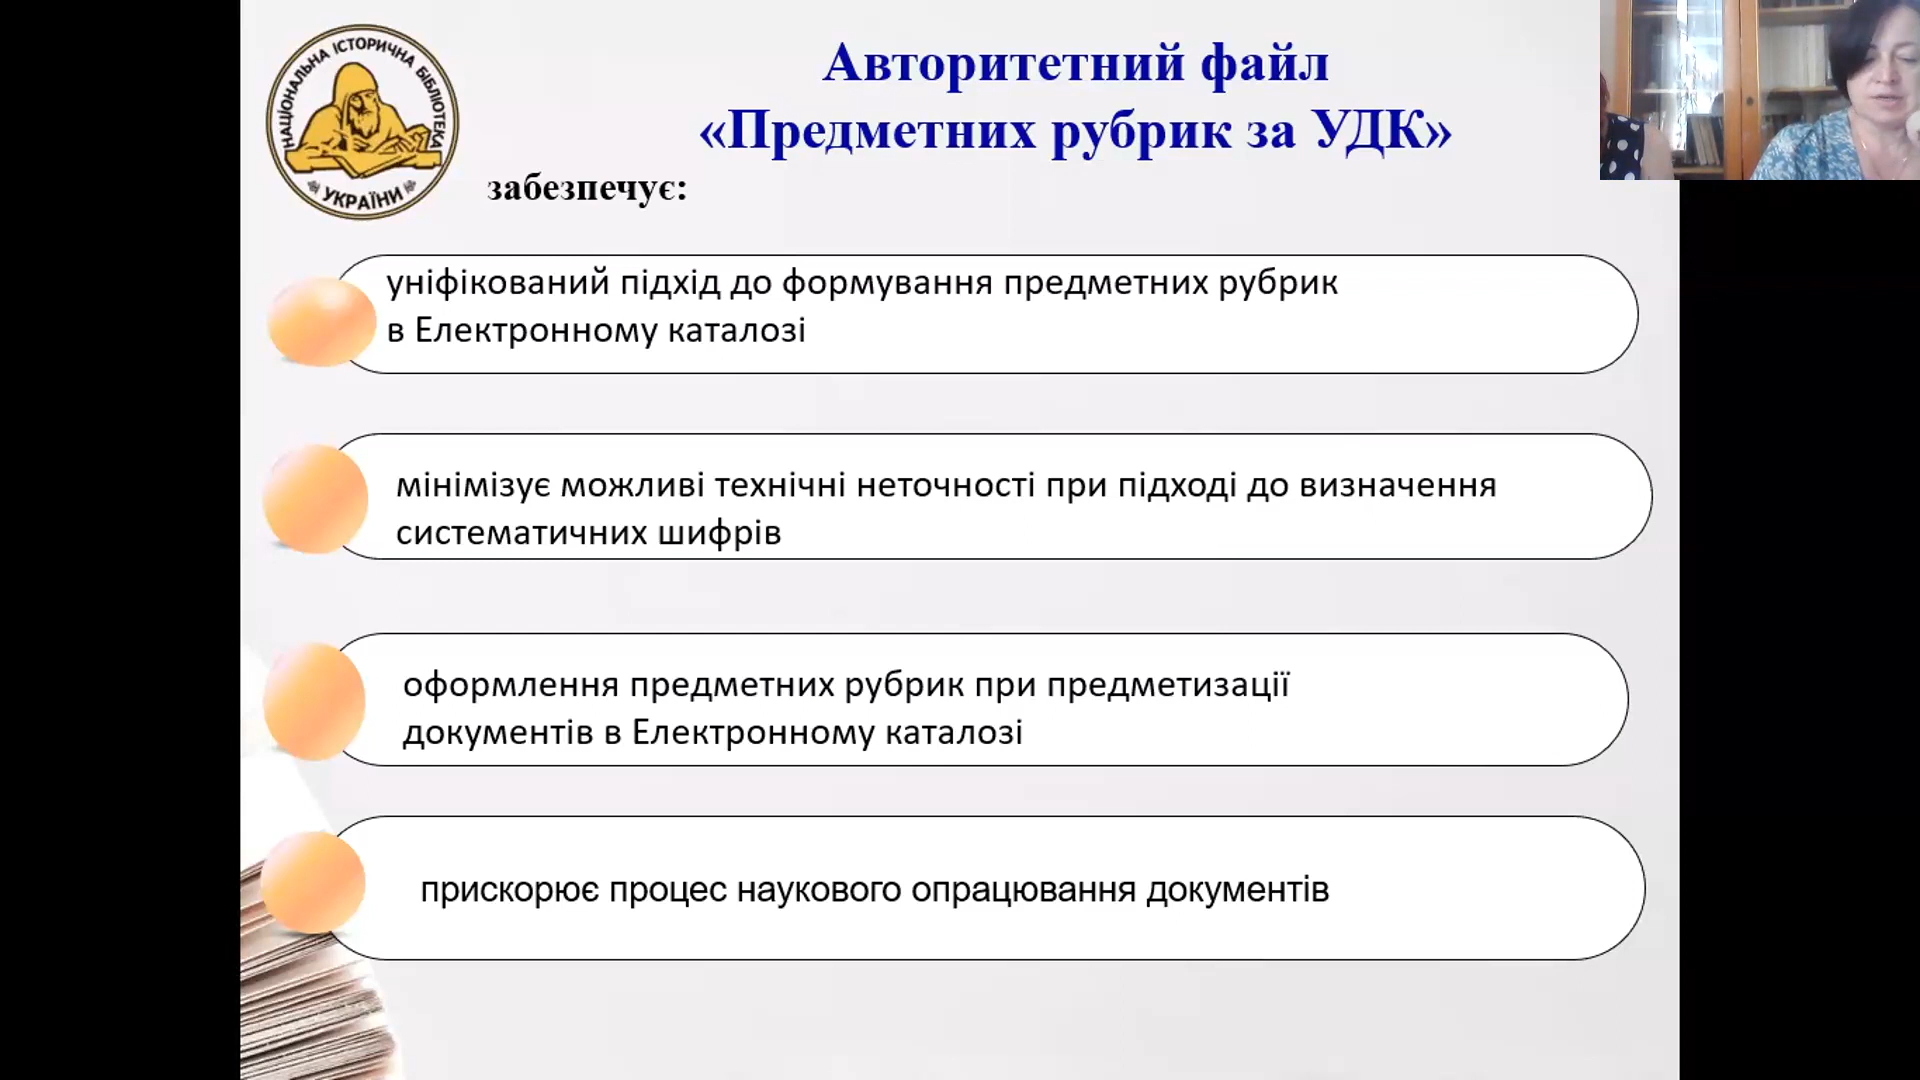 НАЦІОНАЛЬНА ІСТОРИЧНА БІБЛІОТЕКА
УКРАЇНИ
Авторитетний файл
«Предметних рубрик за УДК»
забезпечує:
уніфікований підхід до формування предметних рубрик
в Електронному каталозі
мінімізує можливі технічні неточності при підході до визначення
систематичних шифрів
оформлення предметних рубрик при предметизації
документів в Електронному каталозі
прискорює процес наукового опрацювання документів